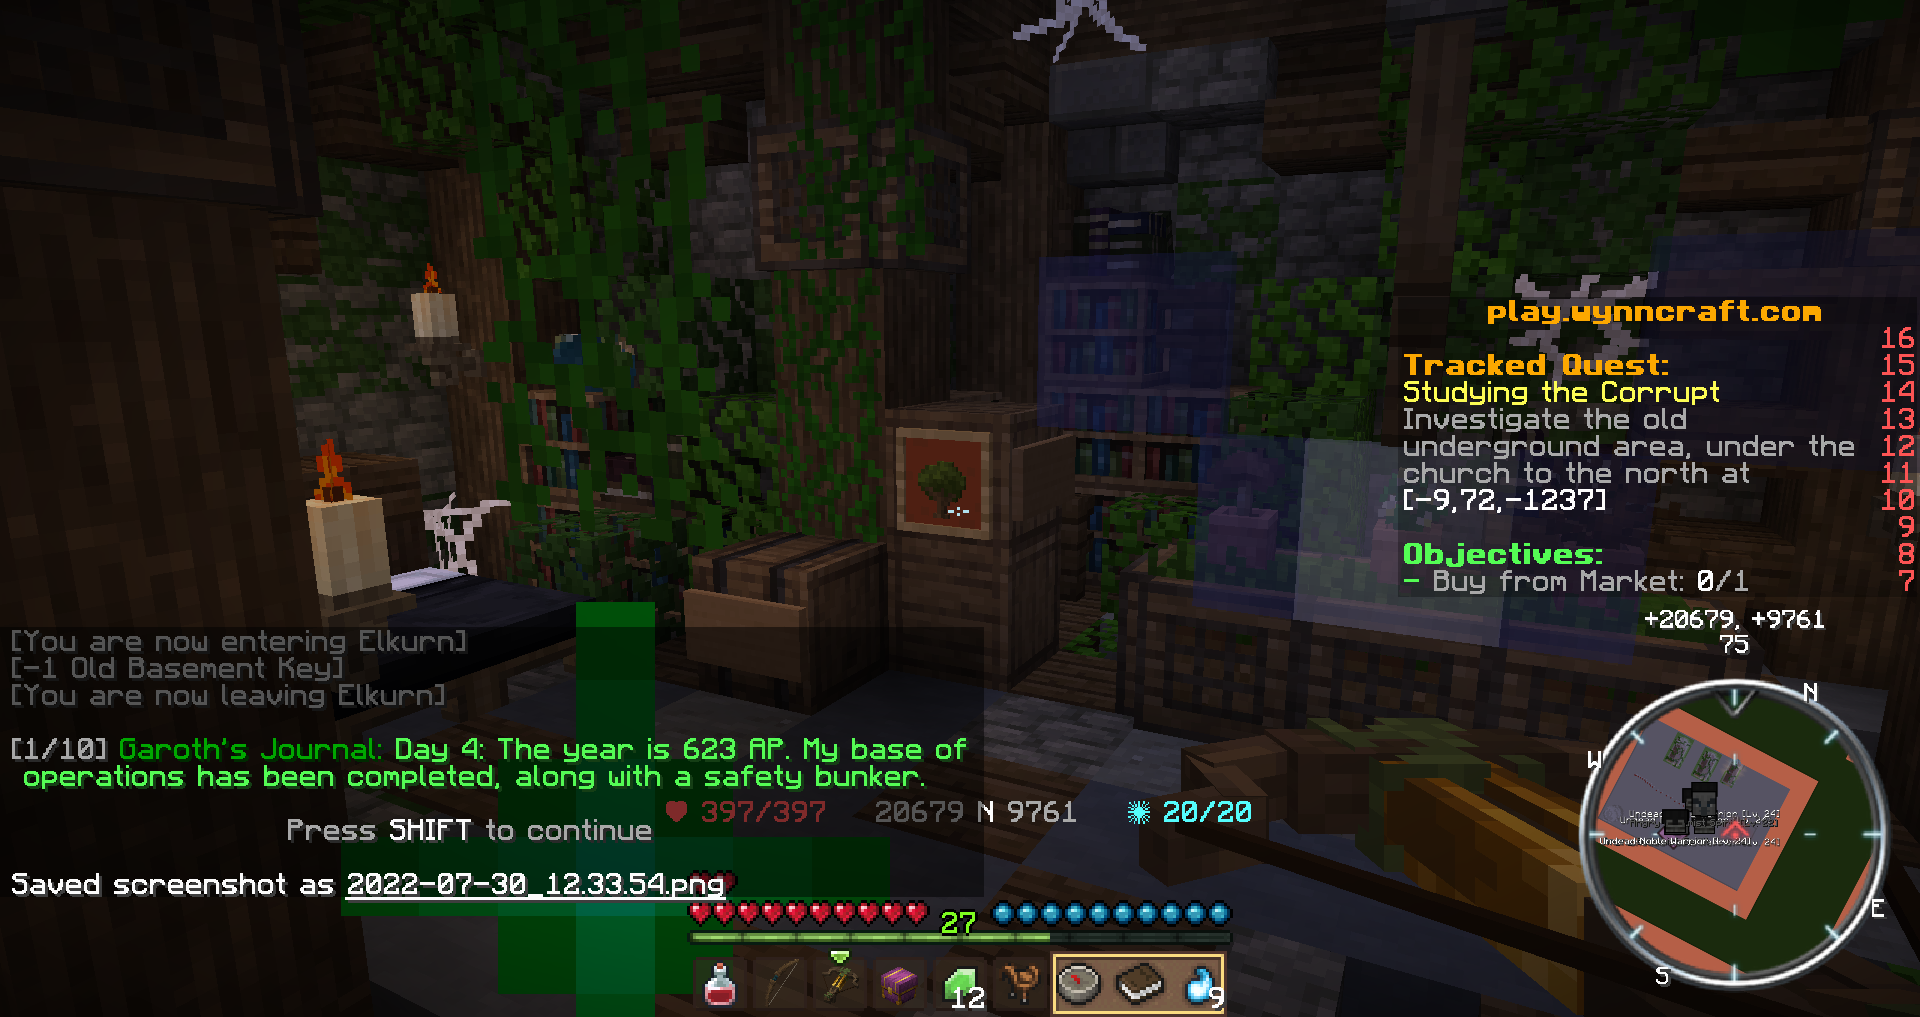 play.wynncraft.com
16
Tracked Quest: 15
Studying the Corrupt 14
Investigate the old 13
underground area, under the 12
church to the north at 11
[-9,72,-1237] 10
9
Objectives: 8
- Buy from Market: 0/1 7
+20679, +9761
75
N
W
E
S
[You are now entering Elkurn]
[-1 Old Basement Key]
[You are now leaving Elkurn]
[1/10] Garoth's Journal: Day 4: The year is 623 AP. My base of
operations has been completed, along with a safety bunker.
Press SHIFT to continue
Saved screenshot as 2022-07-30_12.33.54.png
397/397 20679 N 9761 20/20
27
12
9